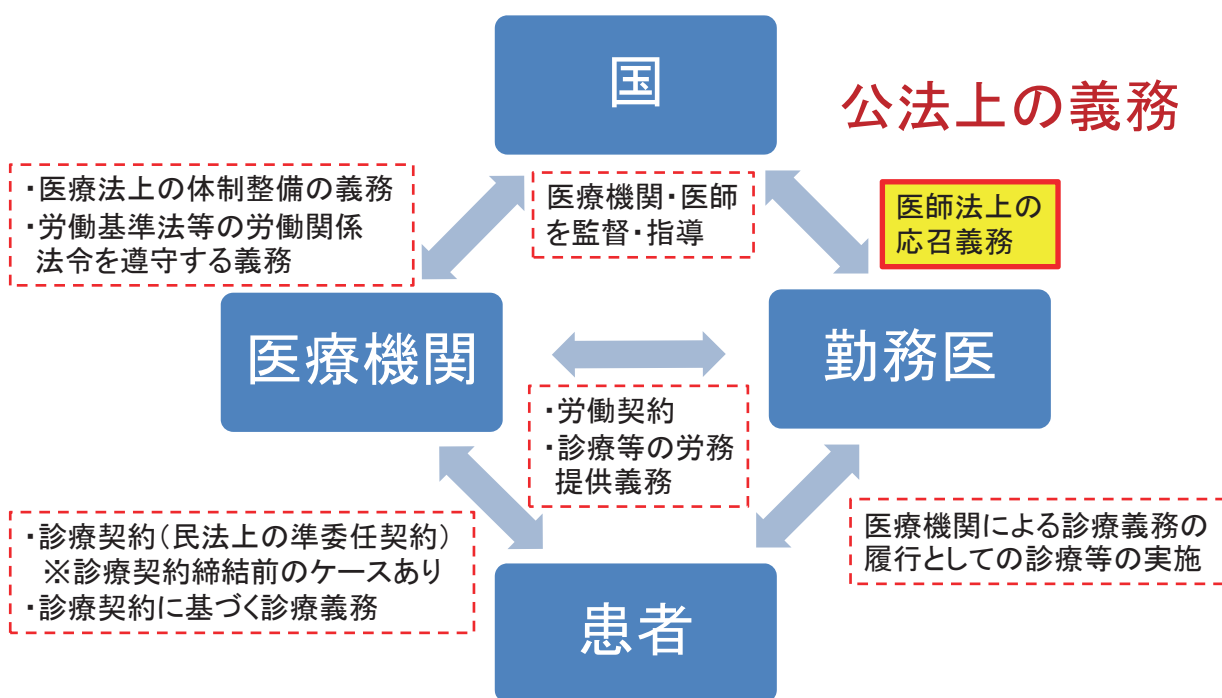 国
公法上の義務
・医療法上の体制整備の義務
・労働基準法等の労働関係
法令を遵守する義務
医療機関・医師
を監督・指導
医師法上の
応召義務
医療機関
勤務医
・労働契約
・診療等の労務
提供義務
・診療契約(民法上の準委任契約)
※診療契約締結前のケースあり
・診療契約に基づく診療義務
医療機関による診療義務の
履行としての診療等の実施
患者